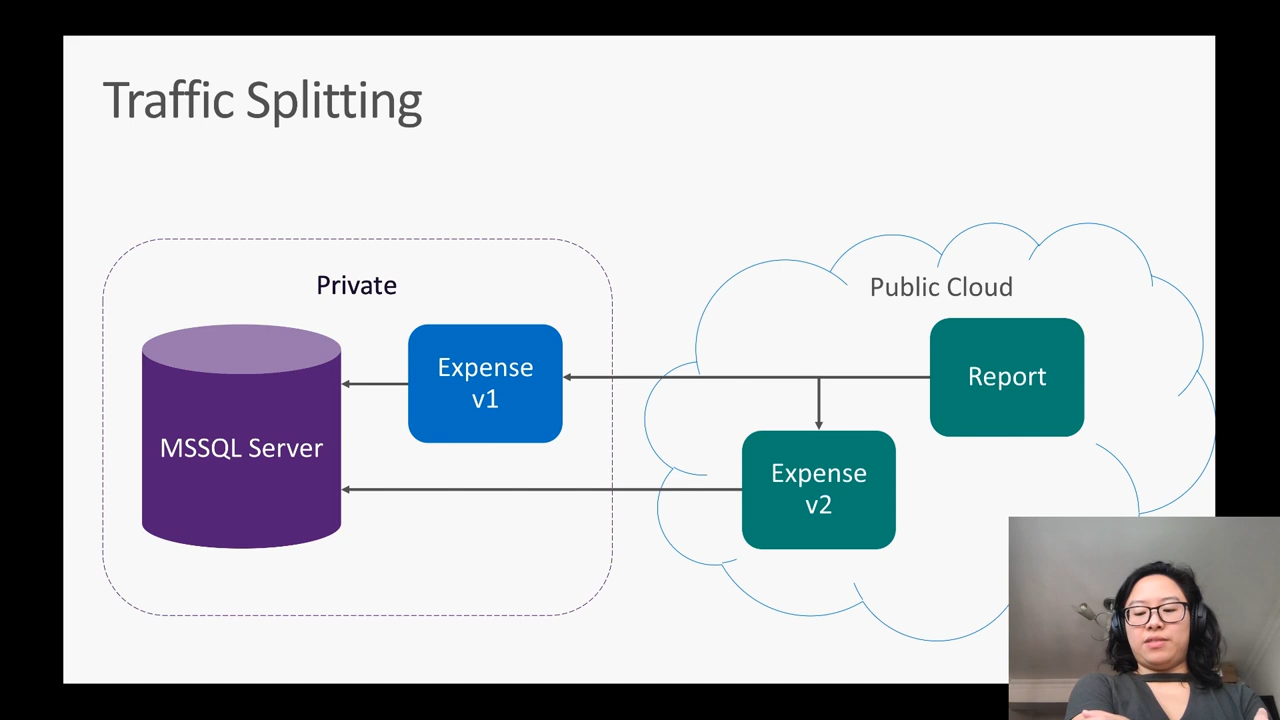 Traffic Splitting
Private
Public Cloud
Expense
v1
Report
MSSQL Server
Expense
v2